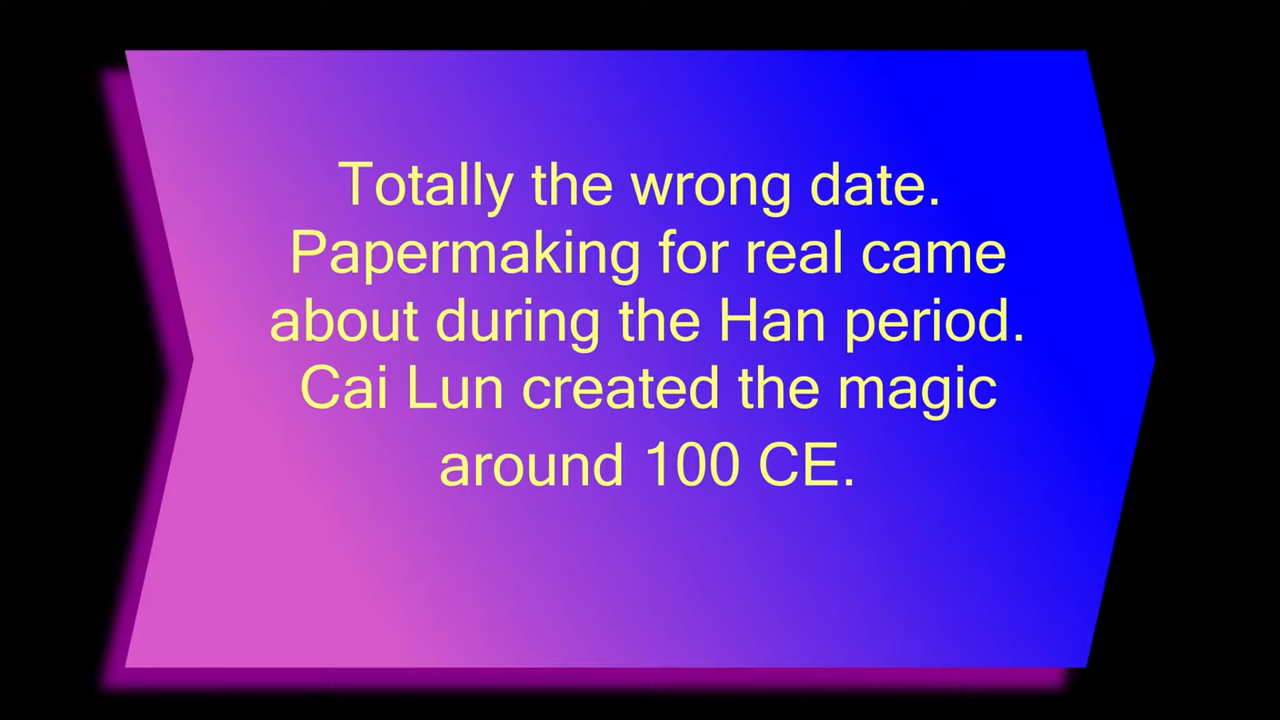 Totally the wrong date.
Papermaking for real came
about during the Han period.
Cai Lun created the magic
around 100 CE.